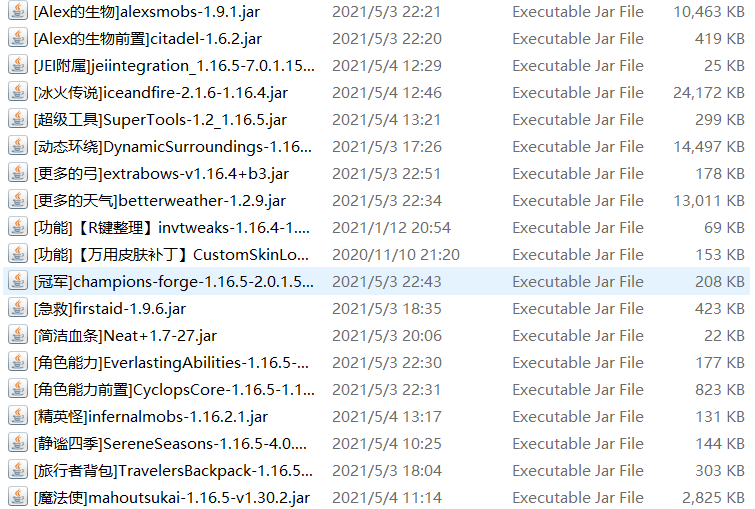 [Alex的生物]alexsmobs-1.9.1.jar 2021/5/3 22:21 Executable Jar File 10,463 KB
[Alex的生物前置]citadel-1.6.2.jar 2021/5/3 22:20 Executable Jar File 419 KB
[JEI附属]jeiintegration_1.16.5-7.0.1.15... 2021/5/4 12:29 Executable Jar File 25 KB
[冰火传说]iceandfire-2.1.6-1.16.4.jar 2021/5/4 12:46 Executable Jar File 24,172 KB
[超级工具]SuperTools-1.2_1.16.5.jar 2021/5/4 13:21 Executable Jar File 299 KB
[动态环绕]DynamicSurroundings-1.16... 2021/5/3 17:26 Executable Jar File 14,497 KB
[更多的弓]extrabows-v1.16.4+b3.jar 2021/5/3 22:51 Executable Jar File 178 KB
[更多的天气]betterweather-1.2.9.jar 2021/5/3 22:34 Executable Jar File 13,011 KB
[功能]【R键整理】invtweaks-1.16.4-1.... 2021/1/12 20:54 Executable Jar File 69 KB
[功能]【万用皮肤补丁】CustomSkinLo... 2020/11/10 21:20 Executable Jar File 153 KB
[冠军]champions-forge-1.16.5-2.0.1.5... 2021/5/3 22:43 Executable Jar File 208 KB
[急救]firstaid-1.9.6.jar 2021/5/3 18:35 Executable Jar File 423 KB
[简洁血条]Neat+1.7-27.jar 2021/5/3 20:06 Executable Jar File 22 KB
[角色能力]EverlastingAbilities-1.16.5-... 2021/5/3 22:30 Executable Jar File 177 KB
[角色能力前置]CyclopsCore-1.16.5-1.1... 2021/5/3 22:31 Executable Jar File 823 KB
[精英怪]infernalmobs-1.16.2.1.jar 2021/5/4 13:17 Executable Jar File 131 KB
[静谧四季]SereneSeasons-1.16.5-4.0.... 2021/5/4 10:25 Executable Jar File 144 KB
[旅行者背包]TravelersBackpack-1.16.5... 2021/5/3 18:04 Executable Jar File 303 KB
[魔法使]mahoutsukai-1.16.5-v1.30.2.jar 2021/5/4 11:14 Executable Jar File 2,825 KB